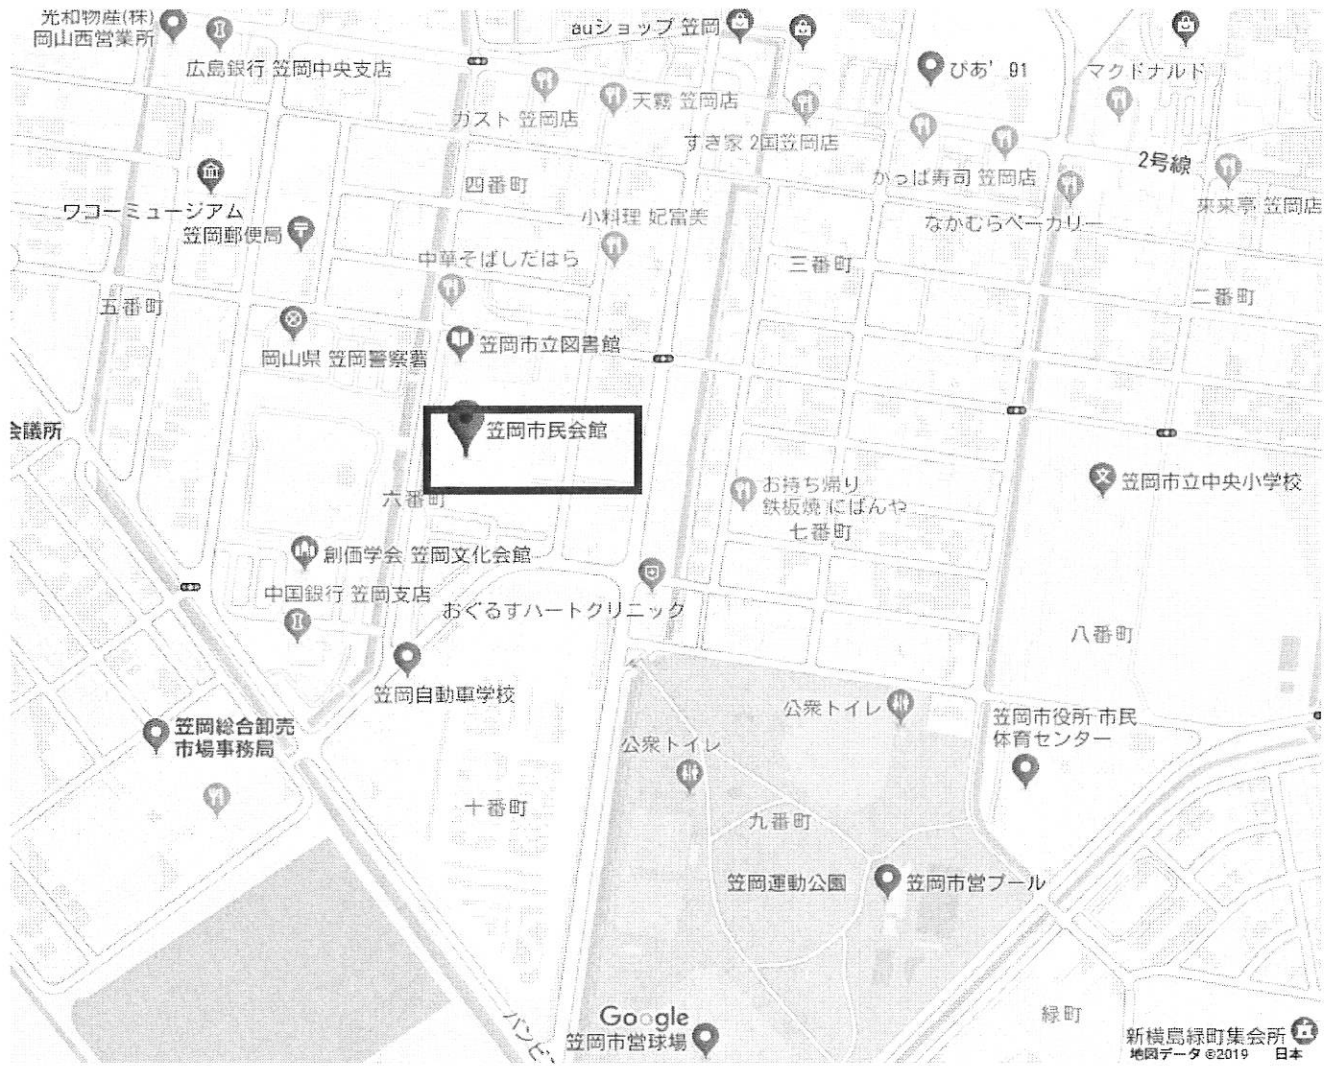 光和物産(株)
岡山西営業所
広島銀行 笠岡中央支店
auショップ 笠岡
ぴあ’91
マクドナルド
ガスト 笠岡店
天霧 笠岡店
すき家 2国笠岡店
2号線
かっぱ寿司 笠岡店
来来亭 笠岡店
四番町
ワコーミュージアム
笠岡郵便局
小料理 妃富美
なかむらベーカリー
中華そばしだはら
三番町
二番町
五番町
岡山県 笠岡警察署
笠岡市立図書館
会議所
笠岡市民会館
六番町
お持ち帰り
鉄板焼 にばんや
七番町
笠岡市立中央小学校
創価学会 笠岡文化会館
中国銀行 笠岡支店
おぐるすハートクリニック
八番町
笠岡自動車学校
公衆トイレ
笠岡市役所 市民
体育センター
笠岡総合卸売
市場事務局
公衆トイレ
十番町
九番町
笠岡運動公園
笠岡市営プール
緑町
バンビ
Google
笠岡市営球場
新横島緑町集会所
地図データ ©2019 日本